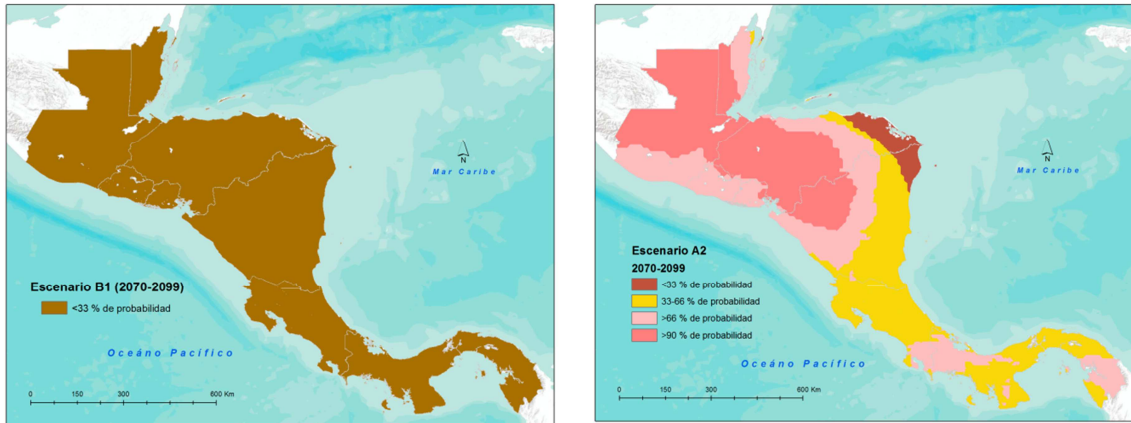 N
Mar Caribe
Escenario B1 (2070-2099)
<33 % de probabilidad
Oceáno Pacífico
0 150 300 600 Km
N
Mar Caribe
Escenario A2
2070-2099
<33 % de probabilidad
33-66 % de probabilidad
>66 % de probabilidad
>90 % de probabilidad
Oceáno Pacífico
0 150 300 600 Km